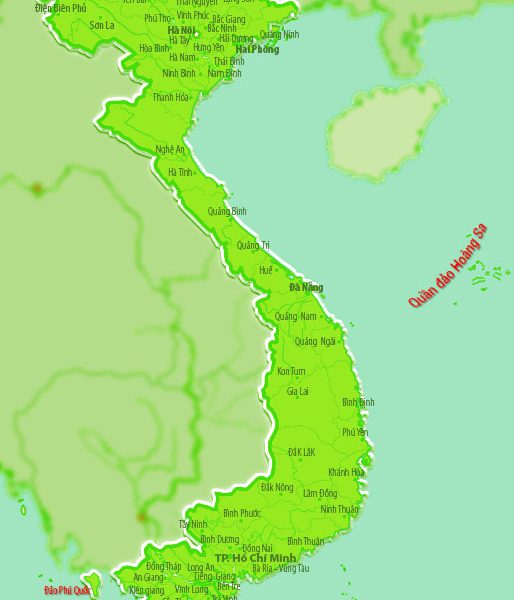 Điện Biên Phủ
Sơn La
Phú Thọ
Vĩnh Phúc
Bắc Giang
Bắc Ninh
Hà Nội
Hà Tây
Hải Dương
Quảng Ninh
Hưng Yên
Hải Phòng
Hòa Bình
Hà Nam
Thái Bình
Ninh Bình
Nam Định
Thanh Hóa
Nghệ An
Hà Tĩnh
Quảng Bình
Quảng Trị
Huế
Đà Nẵng
Quần đảo Hoàng Sa
Quảng Nam
Quảng Ngãi
KonTum
Gia Lai
Bình Định
Phú Yên
ĐắK LắK
Khánh Hòa
Đắk Nông
Lâm Đồng
Ninh Thuận
Bình Phước
Tây Ninh
Bình Dương
Bình Thuận
Đồng Nai
TP. Hồ Chí Minh
Đồng Tháp
Long An
Bà Rịa - Vũng Tàu
An Giang
Tiềng Giang
Đảo Phú Quốc
Kiên giang
Vĩnh Long
Bến Tre